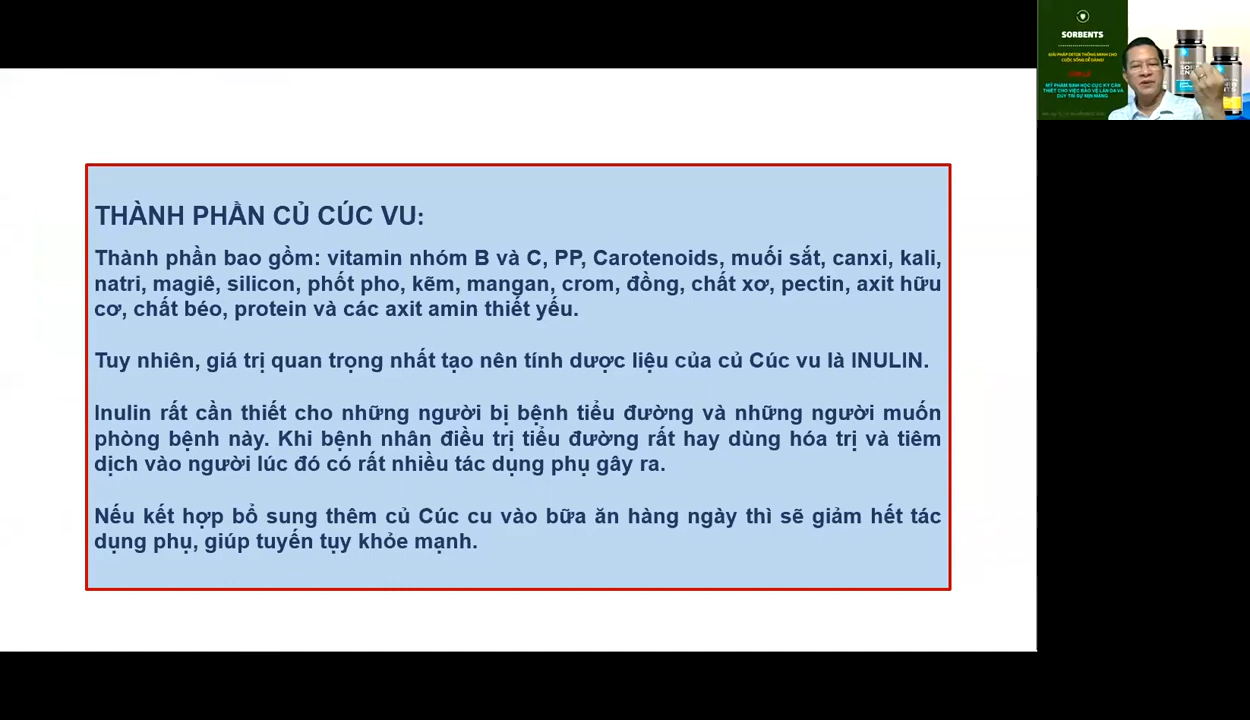 THÀNH PHẦN CỦ CÚC VU:
Thành phần bao gồm: vitamin nhóm B và C, PP, Carotenoids, muối sắt, canxi, kali,
natri, magiê, silicon, phốt pho, kẽm, mangan, crom, đồng, chất xơ, pectin, axit hữu
cơ, chất béo, protein và các axit amin thiết yếu.
Tuy nhiên, giá trị quan trọng nhất tạo nên tính dược liệu của củ Cúc vu là INULIN.
Inulin rất cần thiết cho những người bị bệnh tiểu đường và những người muốn
phòng bệnh này. Khi bệnh nhân điều trị tiểu đường rất hay dùng hóa trị và tiêm
dịch vào người lúc đó có rất nhiều tác dụng phụ gây ra.
Nếu kết hợp bổ sung thêm củ Cúc cu vào bữa ăn hàng ngày thì sẽ giảm hết tác
dụng phụ, giúp tuyến tụy khỏe mạnh.
SORBENTS
GIẢI PHÁP DETOX THÔNG MINH CHO
CUỘC SỐNG DỄ DÀNG!
MỸ PHẨM SINH HỌC CỰC KỲ CẦN
THIẾT CHO VIỆC BẢO VỆ LÀN DA VÀ
DUY TRÌ SỰ MỊN MÀNG